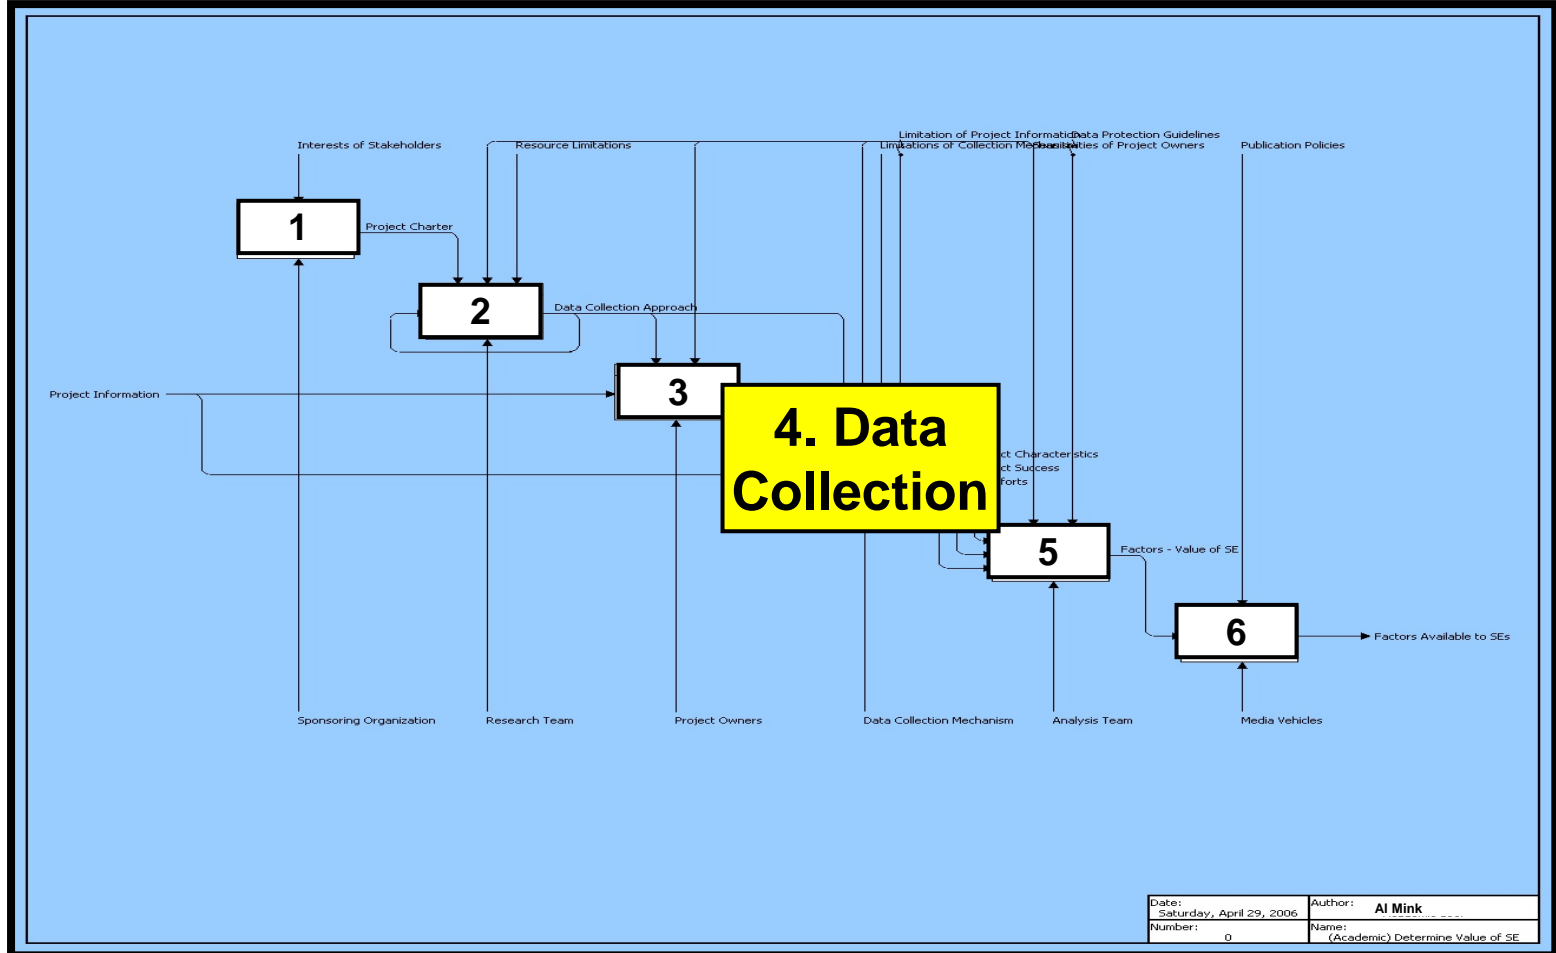 Limitation of Project Information
Data Protection Guidelines
Interests of Stakeholders
Resource Limitations
Limitations of Collection
of Project Owners
Publication Policies
1
Project Charter
2
Data Collection Approach
Project Information
3
4. Data
Collection
ct Characteristics
ct Success
forts
5
Factors - Value of SE
6
Factors Available to SEs
Sponsoring Organization
Research Team
Project Owners
Data Collection Mechanism
Analysis Team
Media Vehicles
Date:
Saturday, April 29, 2006
Author:
Al Mink
Number:
0
Name:
(Academic) Determine Value of SE